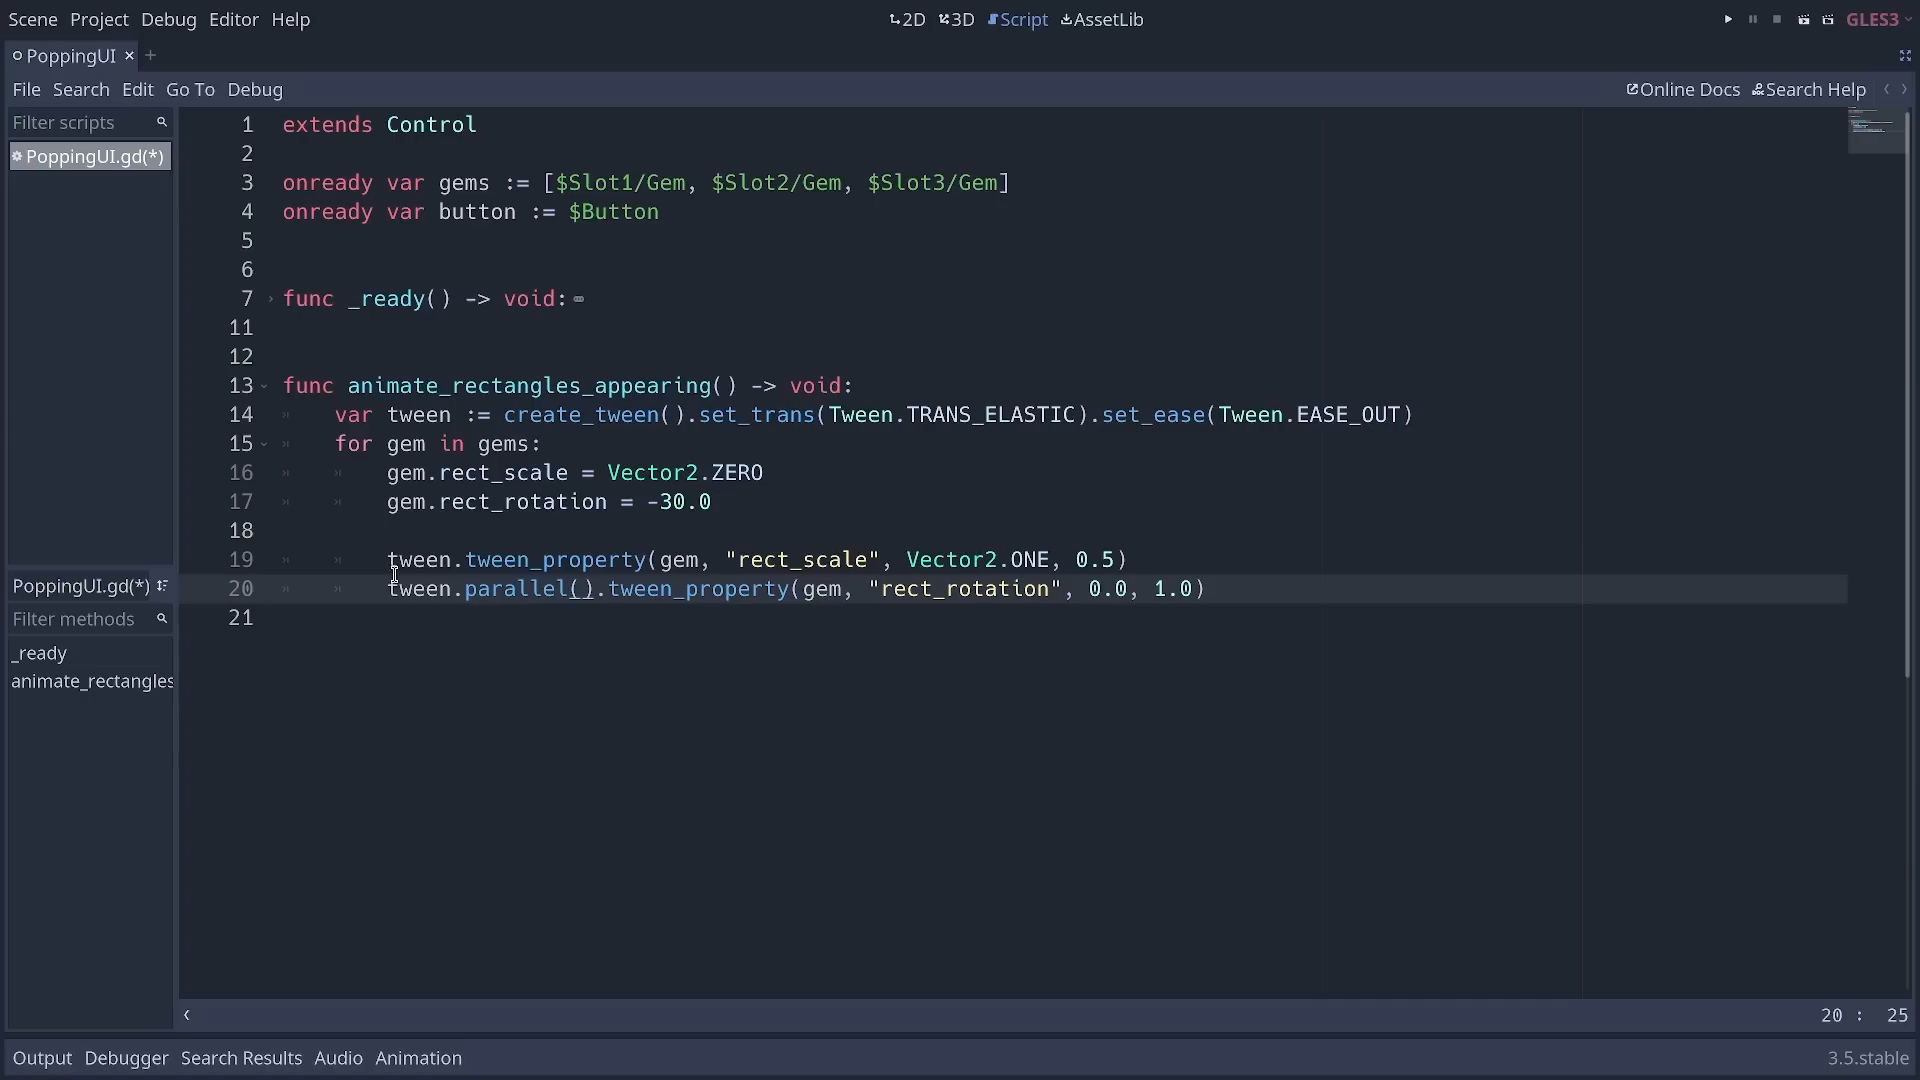 Scene Project Debug Editor Help 2D 3D Script AssetLib GLES3
PoppingUI × +
File Search Edit Go To Debug Online Docs Search Help
Filter scripts
PoppingUI.gd(*)
1 extends Control
2
3 onready var gems := [$Slot1/Gem, $Slot2/Gem, $Slot3/Gem]
4 onready var button := $Button
5
6
7 func _ready() -> void:
11
12
13 func animate_rectangles_appearing() -> void:
14 var tween := create_tween().set_trans(Tween.TRANS_ELASTIC).set_ease(Tween.EASE_OUT)
15 for gem in gems:
16 gem.rect_scale = Vector2.ZERO
17 gem.rect_rotation = -30.0
18
19 tween.tween_property(gem, "rect_scale", Vector2.ONE, 0.5)
20 tween.parallel().tween_property(gem, "rect_rotation", 0.0, 1.0)
21
PoppingUI.gd(*)
Filter methods
_ready
animate_rectangles
20 : 25
Output Debugger Search Results Audio Animation 3.5.stable